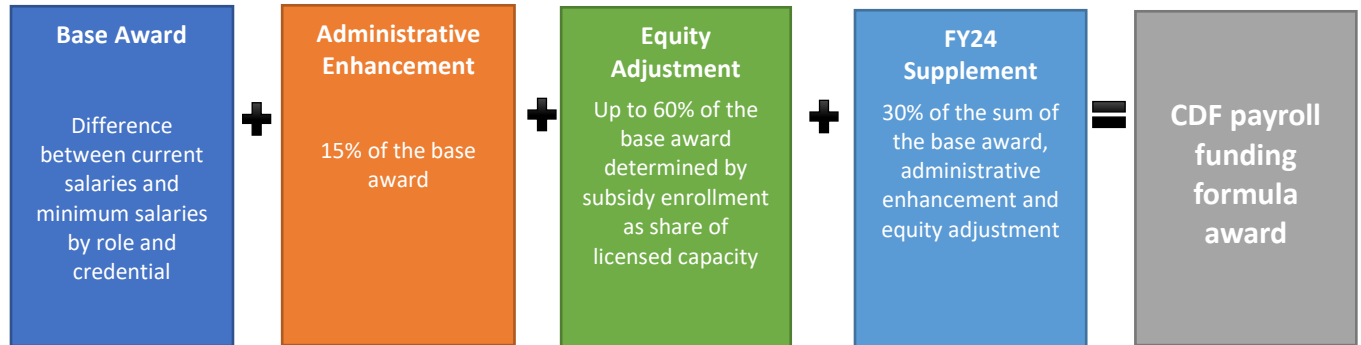 Base Award
Difference
between current
salaries and
minimum salaries
by role and
credential
+
Administrative
Enhancement
15% of the base
award
+
Equity
Adjustment
Up to 60% of the
base award
determined by
subsidy enrollment
as share of
licensed capacity
+
FY24
Supplement
30% of the sum of
the base award,
administrative
enhancement and
equity adjustment
=
CDF payroll
funding
formula
award